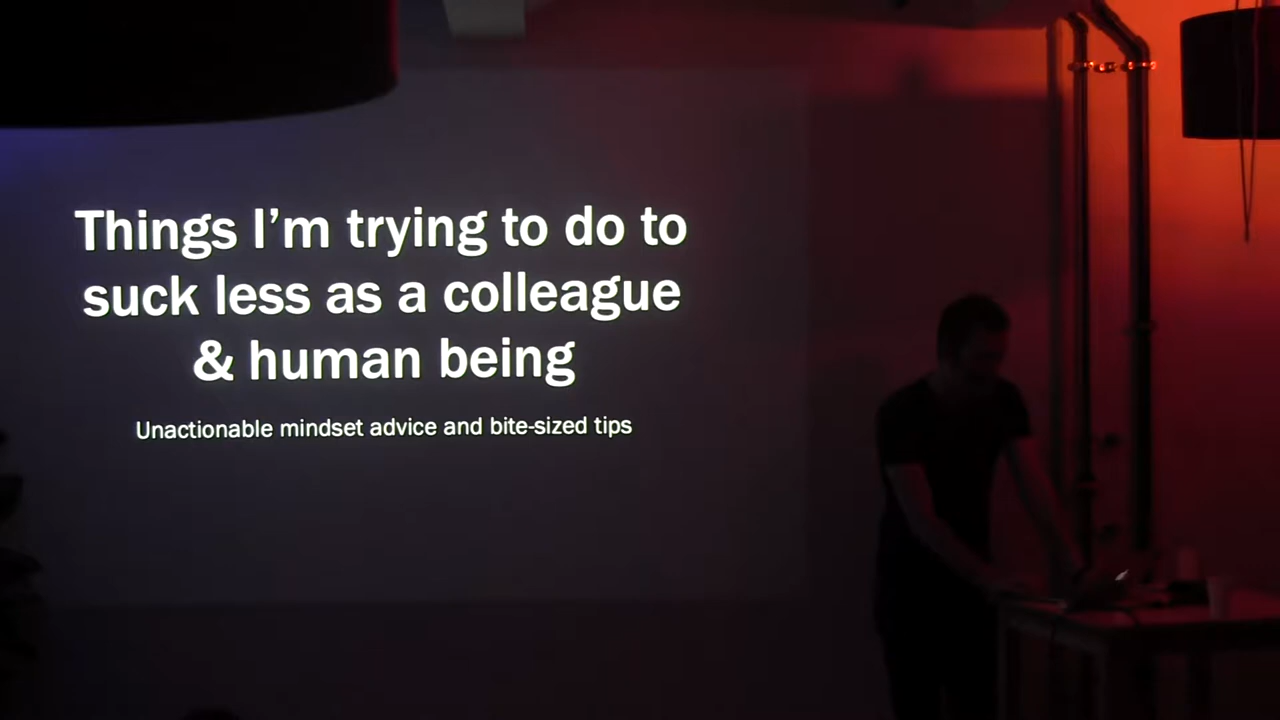 Things I’m trying to do to
suck less as a colleague
& human being
Unactionable mindset advice and bite-sized tips